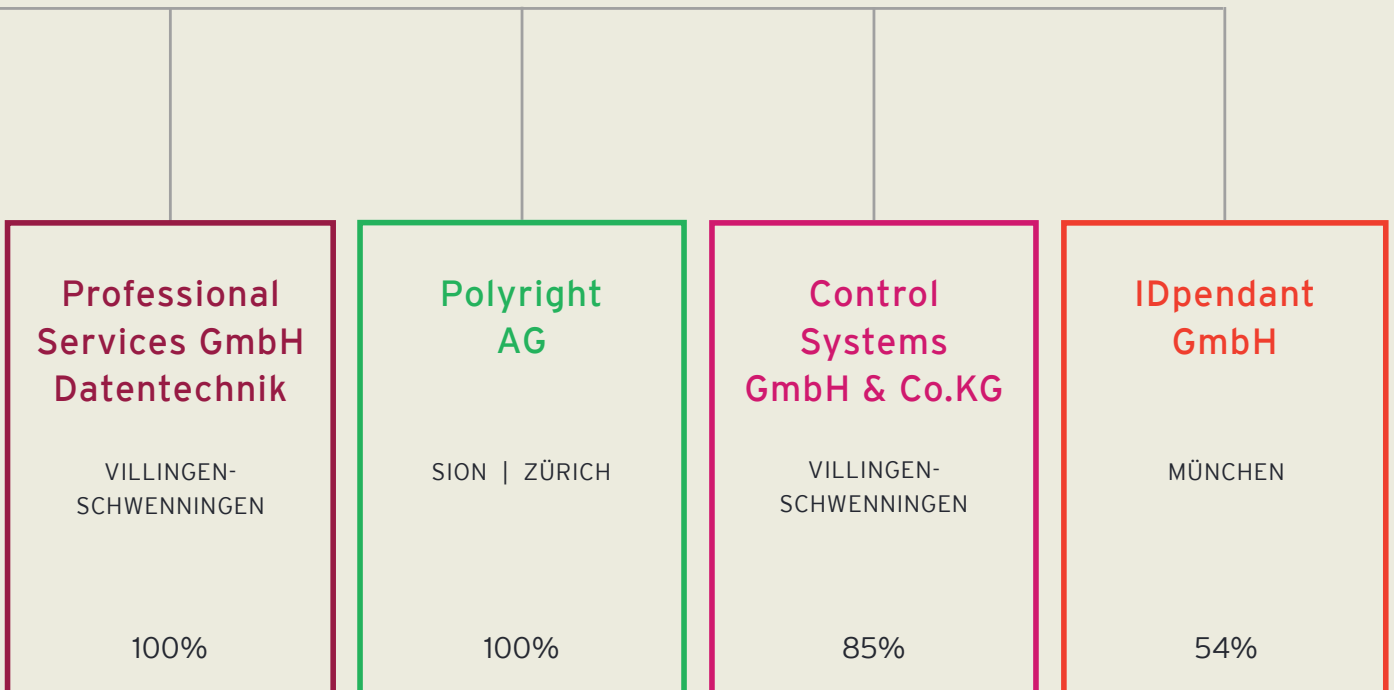 Professional
Services GmbH
Datentechnik
VILLINGEN-
SCHWENNINGEN
100%
Polyright
AG
SION | ZÜRICH
100%
Control
Systems
GmbH & Co.KG
VILLINGEN-
SCHWENNINGEN
85%
IDpendant
GmbH
MÜNCHEN
54%